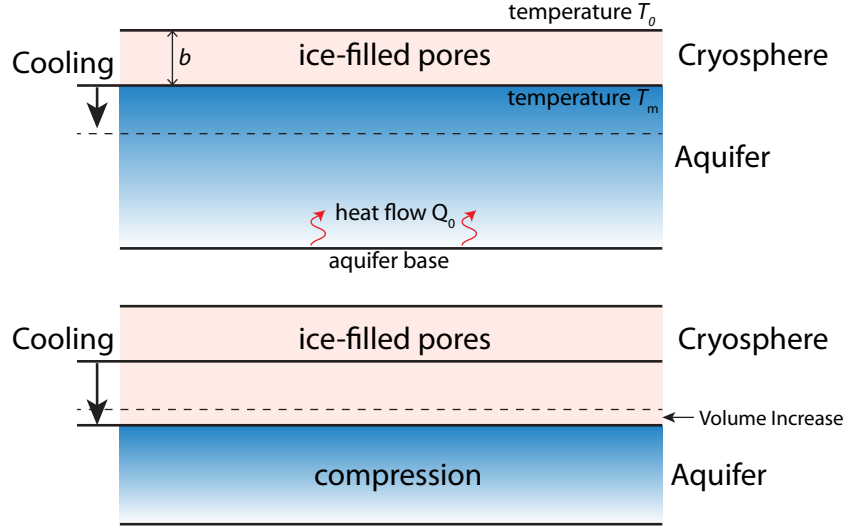 temperature T₀
Cooling
b
ice-filled pores
Cryosphere
temperature Tₘ
Aquifer
heat flow Q₀
aquifer base
Cooling
ice-filled pores
Cryosphere
Volume Increase
compression
Aquifer